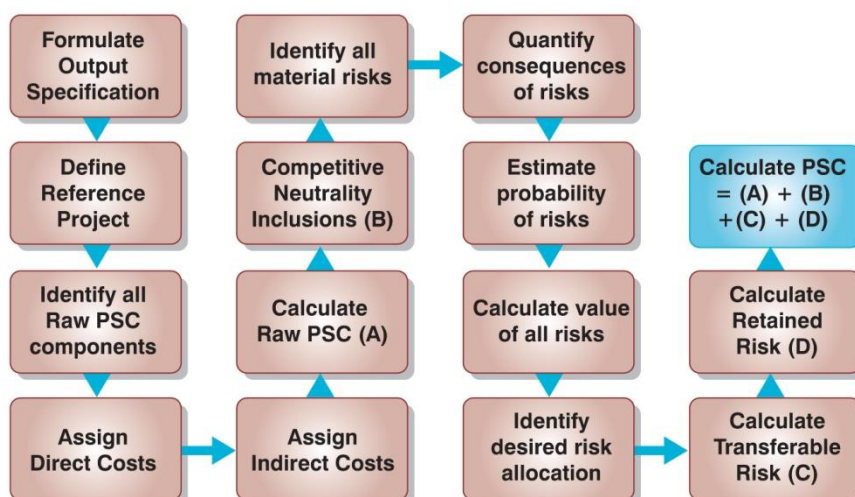 Formulate
Output
Specification
Define
Reference
Project
Identify all
Raw PSC
components
Assign
Direct Costs
Assign
Indirect Costs
Calculate
Raw PSC (A)
Competitive
Neutrality
Inclusions (B)
Identify all
material risks
Quantify
consequences
of risks
Estimate
probability
of risks
Calculate value
of all risks
Identify
desired risk
allocation
Calculate
Transferable
Risk (C)
Calculate
Retained
Risk (D)
Calculate PSC
= (A) + (B)
+(C) + (D)